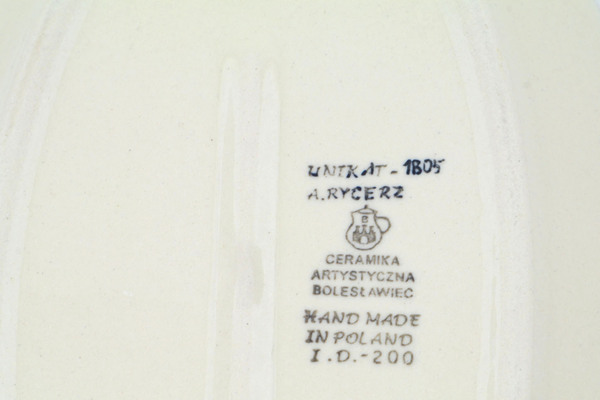 UNIKAT - 1805
A. RYCERZ
B
CERAMIKA
ARTYSTYCZNA
BOLESŁAWIEC
HAND MADE
IN POLAND
I.D.-200